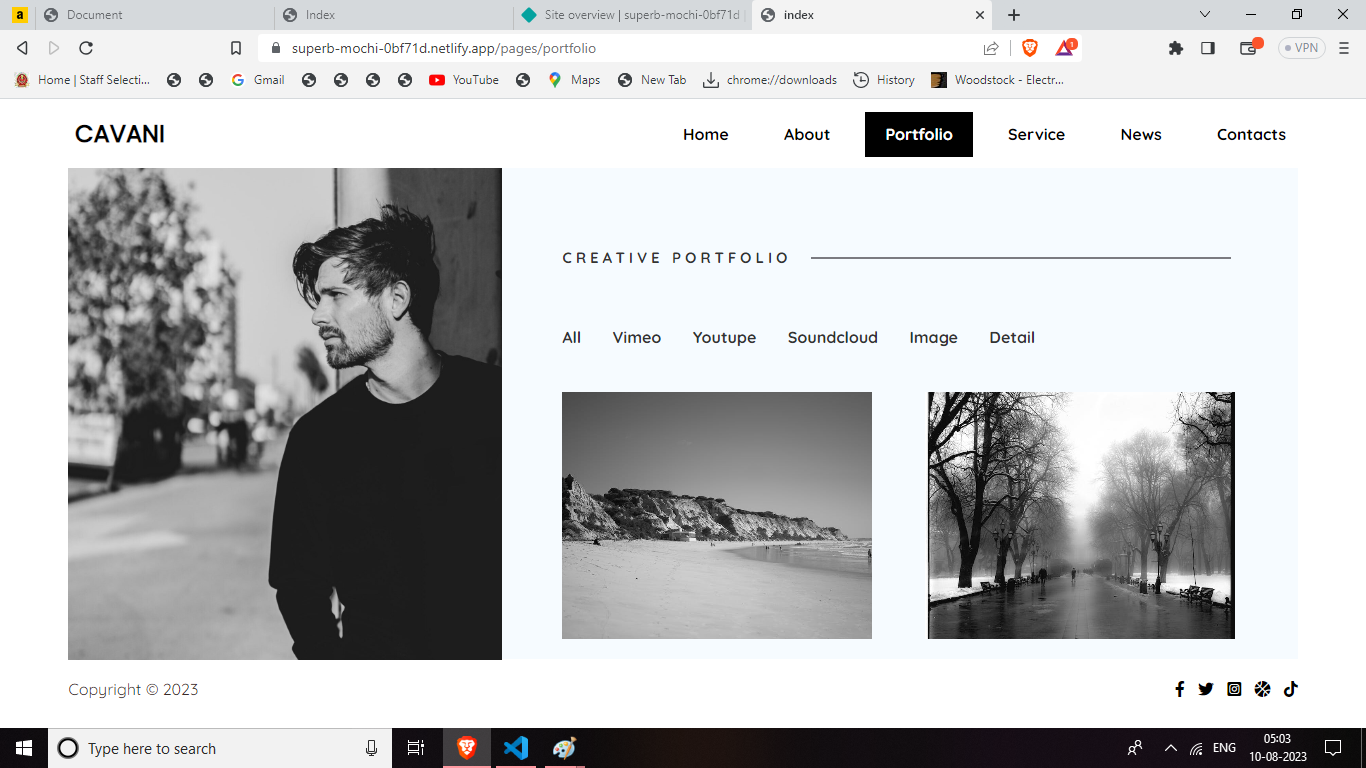 a Document Index Site overview | superb-mochi-0bf71d | index
superb-mochi-0bf71d.netlify.app/pages/portfolio 1 VPN
Home | Staff Selecti... Gmail YouTube Maps New Tab chrome://downloads History Woodstock - Electr...
CAVANI Home About Portfolio Service News Contacts
CREATIVE PORTFOLIO
All Vimeo Youtupe Soundcloud Image Detail
Copyright © 2023
Type here to search ENG 05:03
10-08-2023